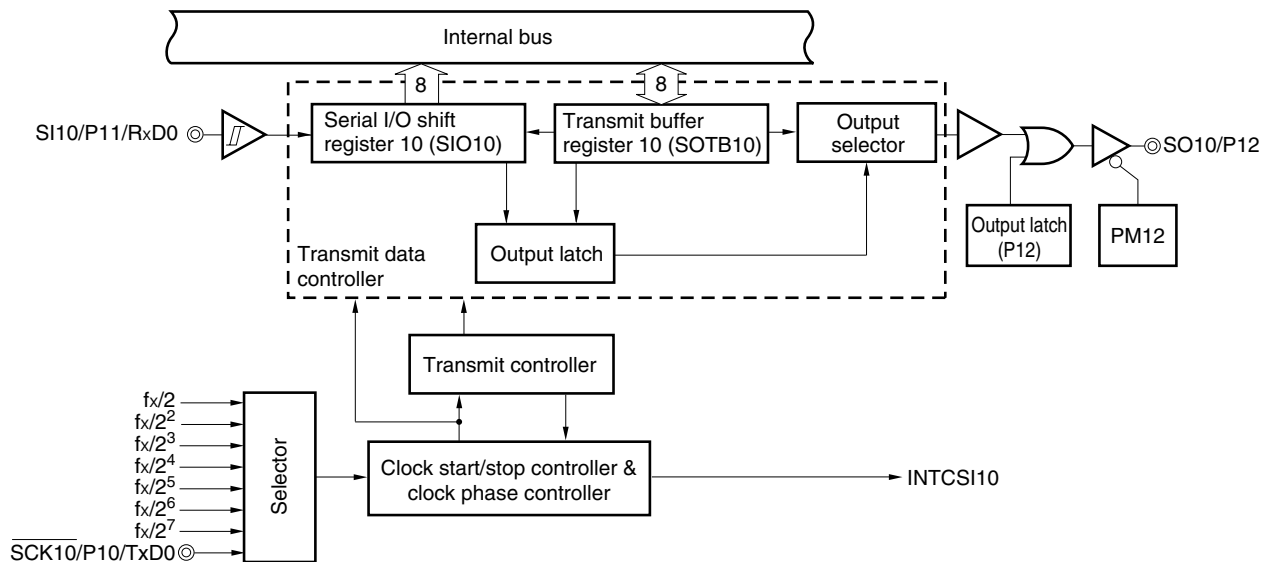 Internal bus
8
8
SI10/P11/RxD0
Serial I/O shift
register 10 (SIO10)
Transmit buffer
register 10 (SOTB10)
Output
selector
SO10/P12
Output latch
(P12)
PM12
Output latch
Transmit data
controller
Transmit controller
fx/2
fx/2²
fx/2³
fx/2⁴
fx/2⁵
fx/2⁶
fx/2⁷
S̅C̅K̅1̅0̅/P10/TxD0
Selector
Clock start/stop controller &
clock phase controller
INTCSI10